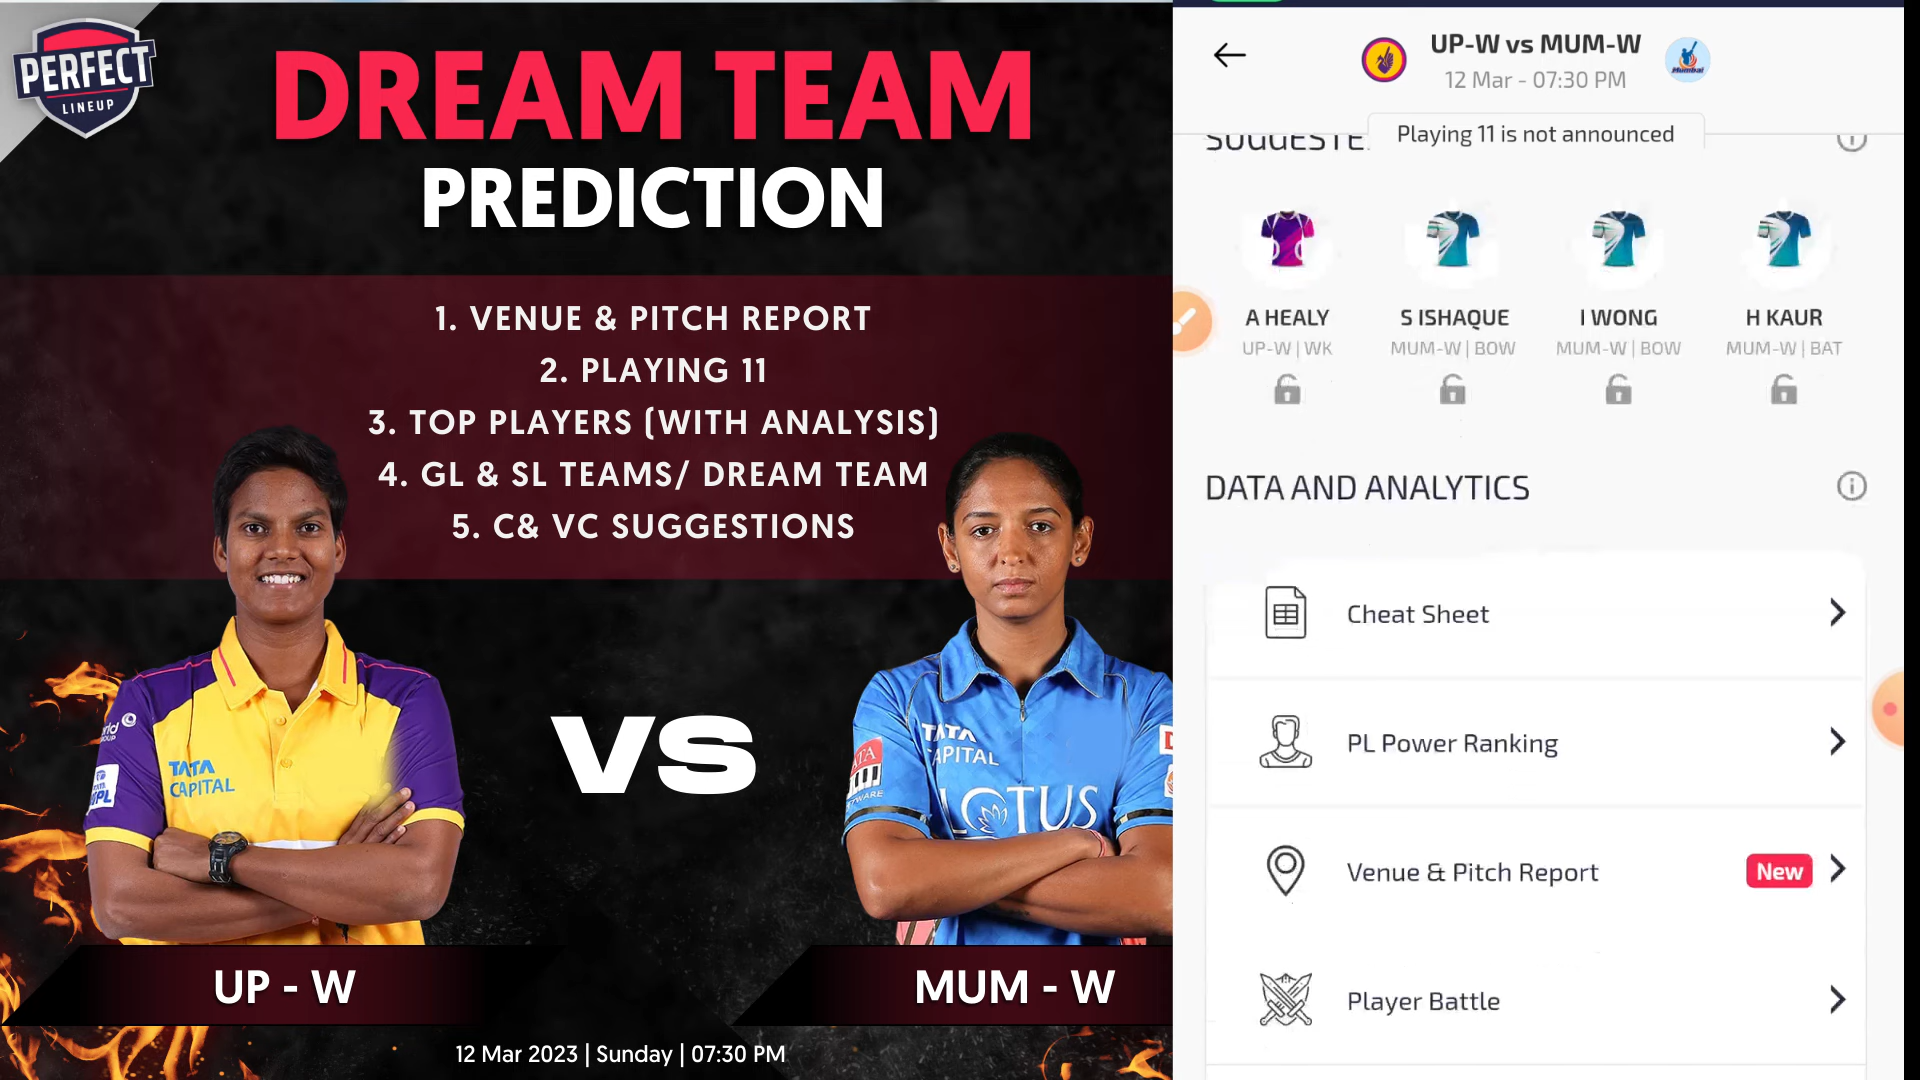 PERFECT
LINEUP
DREAM TEAM
PREDICTION
1. VENUE & PITCH REPORT
2. PLAYING 11
3. TOP PLAYERS (WITH ANALYSIS)
4. GL & SL TEAMS/ DREAM TEAM
5. C& VC SUGGESTIONS
TATA
CAPITAL
VS
TATA
CAPITAL
LOTUS
UP - W
MUM - W
12 Mar 2023 | Sunday | 07:30 PM
UP-W vs MUM-W
12 Mar - 07:30 PM
Mumbai
Playing 11 is not announced
SUGGESTE
A HEALY
UP-W | WK
S ISHAQUE
MUM-W | BOW
I WONG
MUM-W | BOW
H KAUR
MUM-W | BAT
DATA AND ANALYTICS
Cheat Sheet
PL Power Ranking
Venue & Pitch Report
New
Player Battle